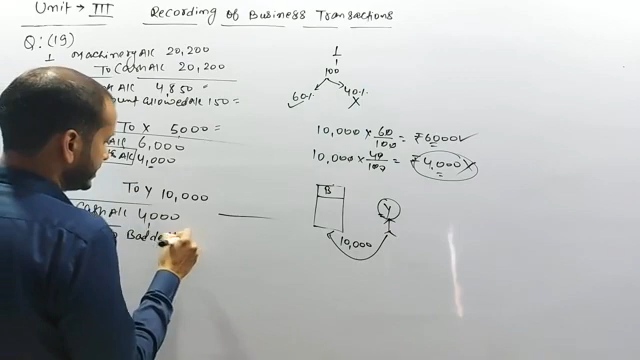 Unit → III Recording of Business Transactions
Q:(19)
1 Machinery A/c 20,200
To Cash A/c 20,200
A/c 4,850 =
allowed A/c 150 =
To X 5,000 =
A/c 6,000
A/c 4,000
To Y 10,000
Cash A/c 4,000
Bad de
1
100
60% 40%
✓ X
10,000 × 60/100 = ₹6000 ✓
10,000 × 40/100 = ₹4,000 X
B Y
10,000